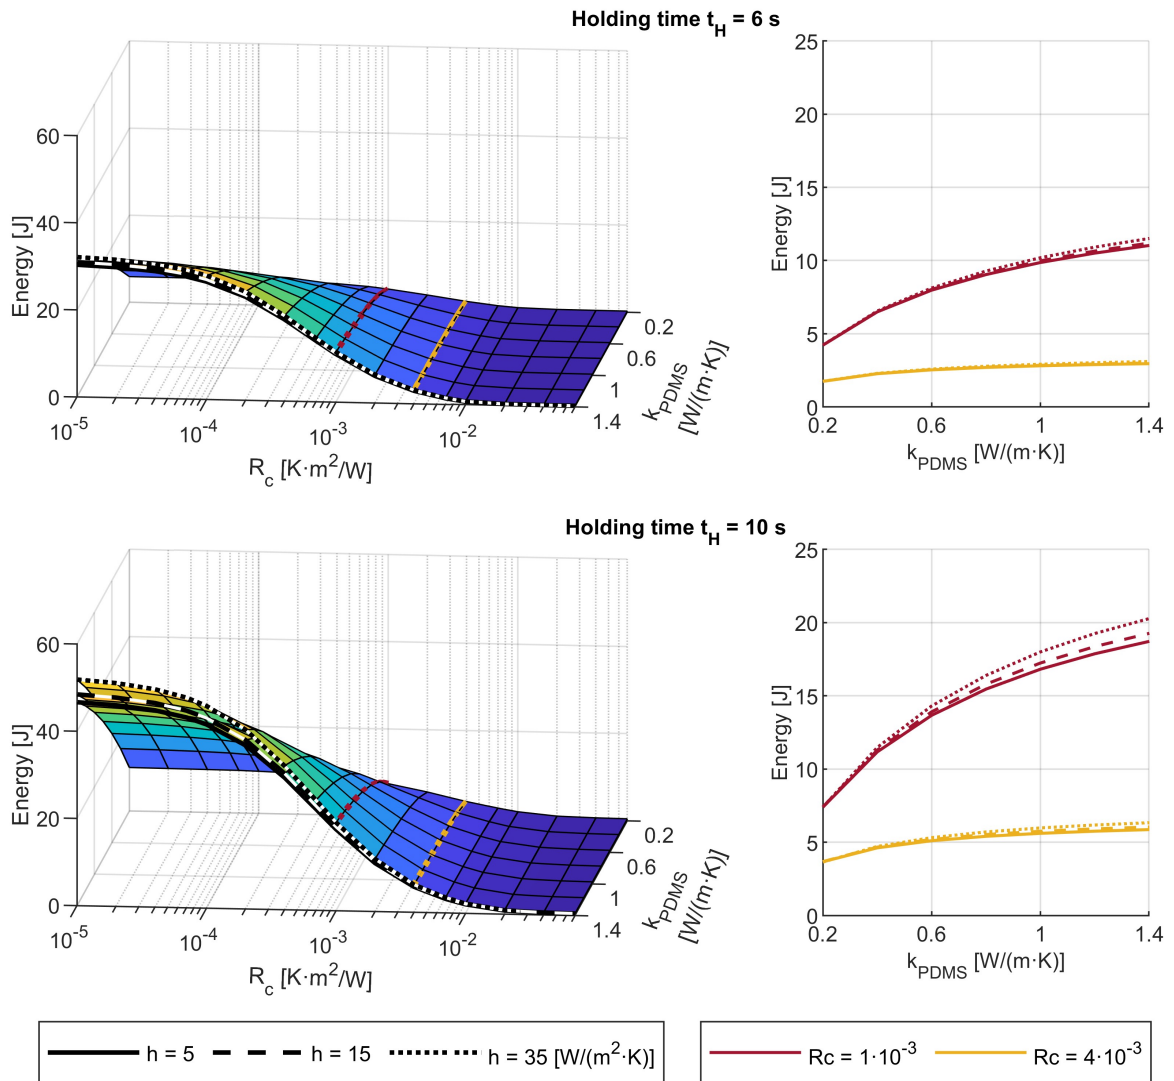 Holding time t_H = 6 s
60
40
20
0
Energy [J]
10^-5
10^-4
10^-3
10^-2
R_c [K·m^2/W]
0.2
0.6
1
1.4
k_PDMS
[W/(m·K)]
25
20
15
10
5
0
Energy [J]
0.2
0.6
1
1.4
k_PDMS [W/(m·K)]
Holding time t_H = 10 s
60
40
20
0
Energy [J]
10^-5
10^-4
10^-3
10^-2
R_c [K·m^2/W]
0.2
0.6
1
1.4
k_PDMS
[W/(m·K)]
25
20
15
10
5
0
Energy [J]
0.2
0.6
1
1.4
k_PDMS [W/(m·K)]
h = 5 h = 15 h = 35 [W/(m^2·K)]
Rc = 1·10^-3 Rc = 4·10^-3